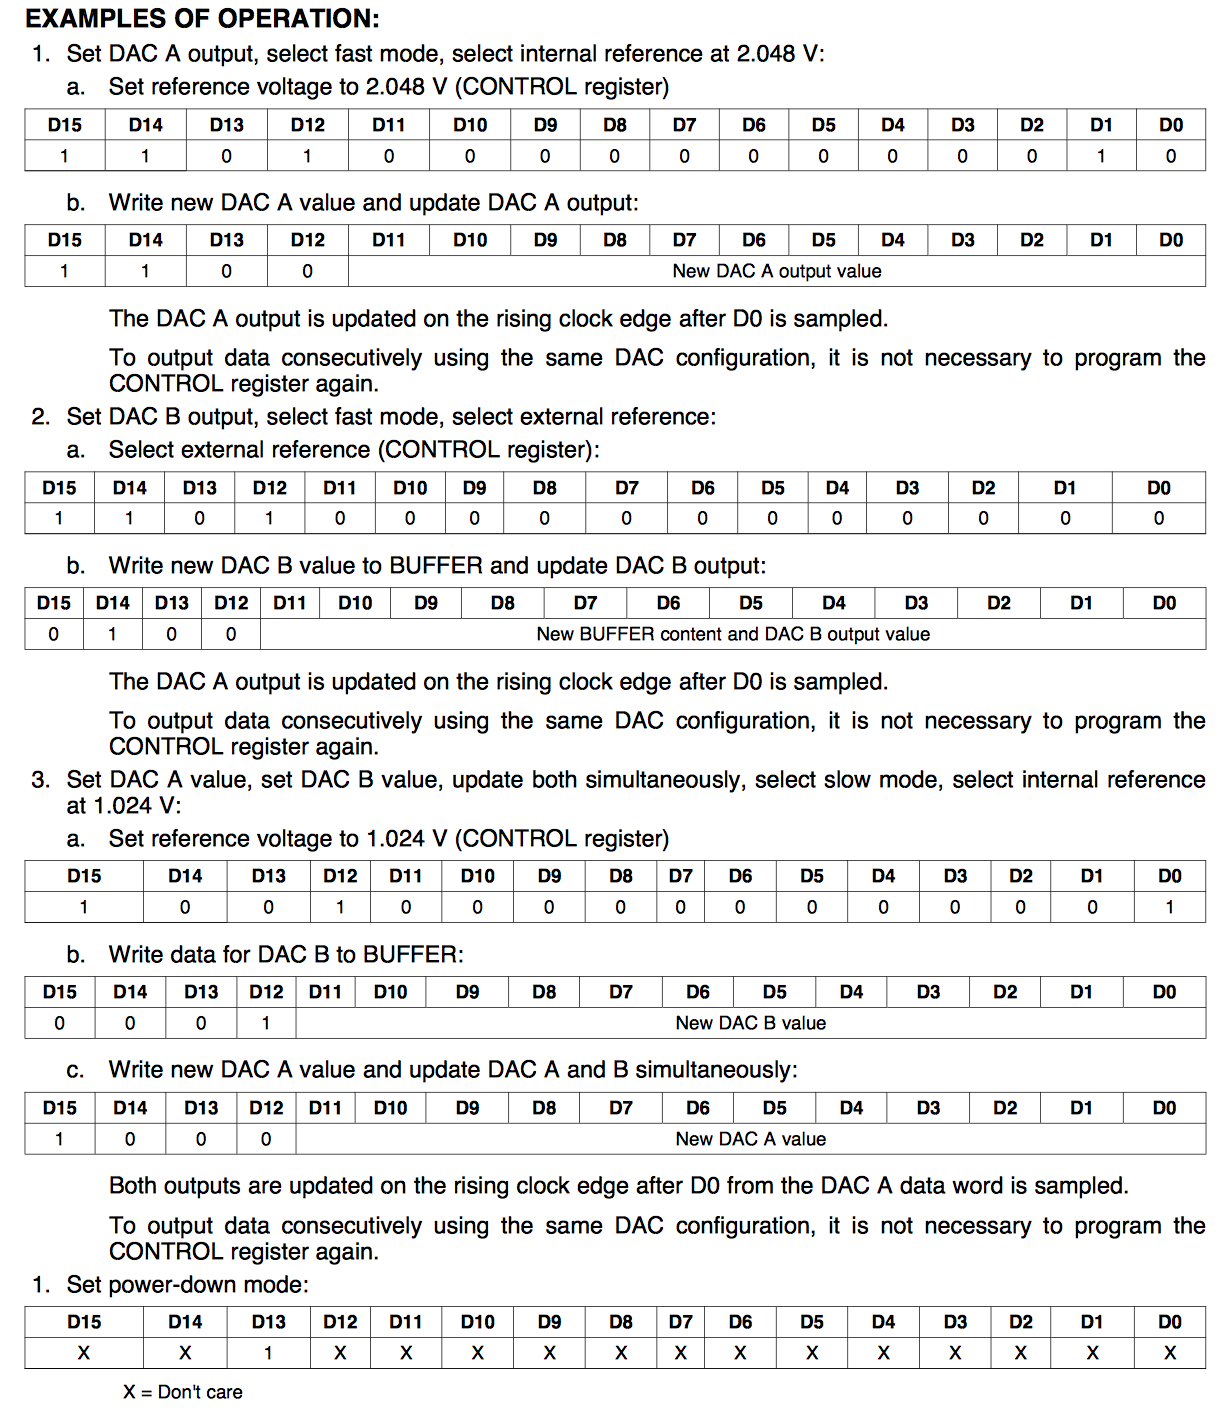 EXAMPLES OF OPERATION:
1. Set DAC A output, select fast mode, select internal reference at 2.048 V:
a. Set reference voltage to 2.048 V (CONTROL register)
D15 D14 D13 D12 D11 D10 D9 D8 D7 D6 D5 D4 D3 D2 D1 D0
1 1 0 1 0 0 0 0 0 0 0 0 0 0 1 0
b. Write new DAC A value and update DAC A output:
D15 D14 D13 D12 D11 D10 D9 D8 D7 D6 D5 D4 D3 D2 D1 D0
1 1 0 0 New DAC A output value
The DAC A output is updated on the rising clock edge after D0 is sampled.
To output data consecutively using the same DAC configuration, it is not necessary to program the
CONTROL register again.
2. Set DAC B output, select fast mode, select external reference:
a. Select external reference (CONTROL register):
D15 D14 D13 D12 D11 D10 D9 D8 D7 D6 D5 D4 D3 D2 D1 D0
1 1 0 1 0 0 0 0 0 0 0 0 0 0 0 0
b. Write new DAC B value to BUFFER and update DAC B output:
D15 D14 D13 D12 D11 D10 D9 D8 D7 D6 D5 D4 D3 D2 D1 D0
0 1 0 0 New BUFFER content and DAC B output value
The DAC A output is updated on the rising clock edge after D0 is sampled.
To output data consecutively using the same DAC configuration, it is not necessary to program the
CONTROL register again.
3. Set DAC A value, set DAC B value, update both simultaneously, select slow mode, select internal reference
at 1.024 V:
a. Set reference voltage to 1.024 V (CONTROL register)
D15 D14 D13 D12 D11 D10 D9 D8 D7 D6 D5 D4 D3 D2 D1 D0
1 0 0 1 0 0 0 0 0 0 0 0 0 0 0 1
b. Write data for DAC B to BUFFER:
D15 D14 D13 D12 D11 D10 D9 D8 D7 D6 D5 D4 D3 D2 D1 D0
0 0 0 1 New DAC B value
c. Write new DAC A value and update DAC A and B simultaneously:
D15 D14 D13 D12 D11 D10 D9 D8 D7 D6 D5 D4 D3 D2 D1 D0
1 0 0 0 New DAC A value
Both outputs are updated on the rising clock edge after D0 from the DAC A data word is sampled.
To output data consecutively using the same DAC configuration, it is not necessary to program the
CONTROL register again.
1. Set power-down mode:
D15 D14 D13 D12 D11 D10 D9 D8 D7 D6 D5 D4 D3 D2 D1 D0
X X 1 X X X X X X X X X X X X X
X = Don't care